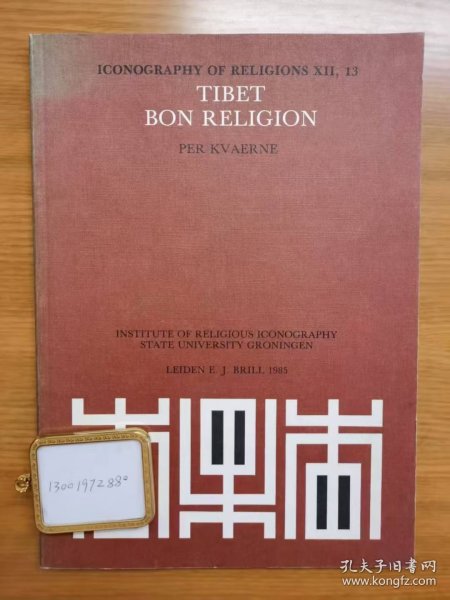 ICONOGRAPHY OF RELIGIONS XII, 13
TIBET
BON RELIGION
PER KVAERNE
INSTITUTE OF RELIGIOUS ICONOGRAPHY
STATE UNIVERSITY GRONINGEN
LEIDEN E. J. BRILL 1985
13001972880
孔夫子旧书网
www.kongfz.com